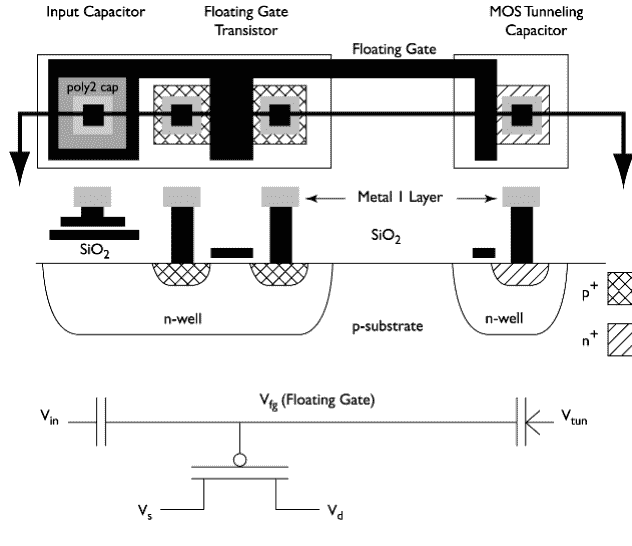 Input Capacitor
Floating Gate
Transistor
MOS Tunneling
Capacitor
Floating Gate
poly2 cap
Metal 1 Layer
SiO2
SiO2
n-well
p-substrate
n-well
p+
n+
Vin
Vfg (Floating Gate)
Vtun
Vs
Vd